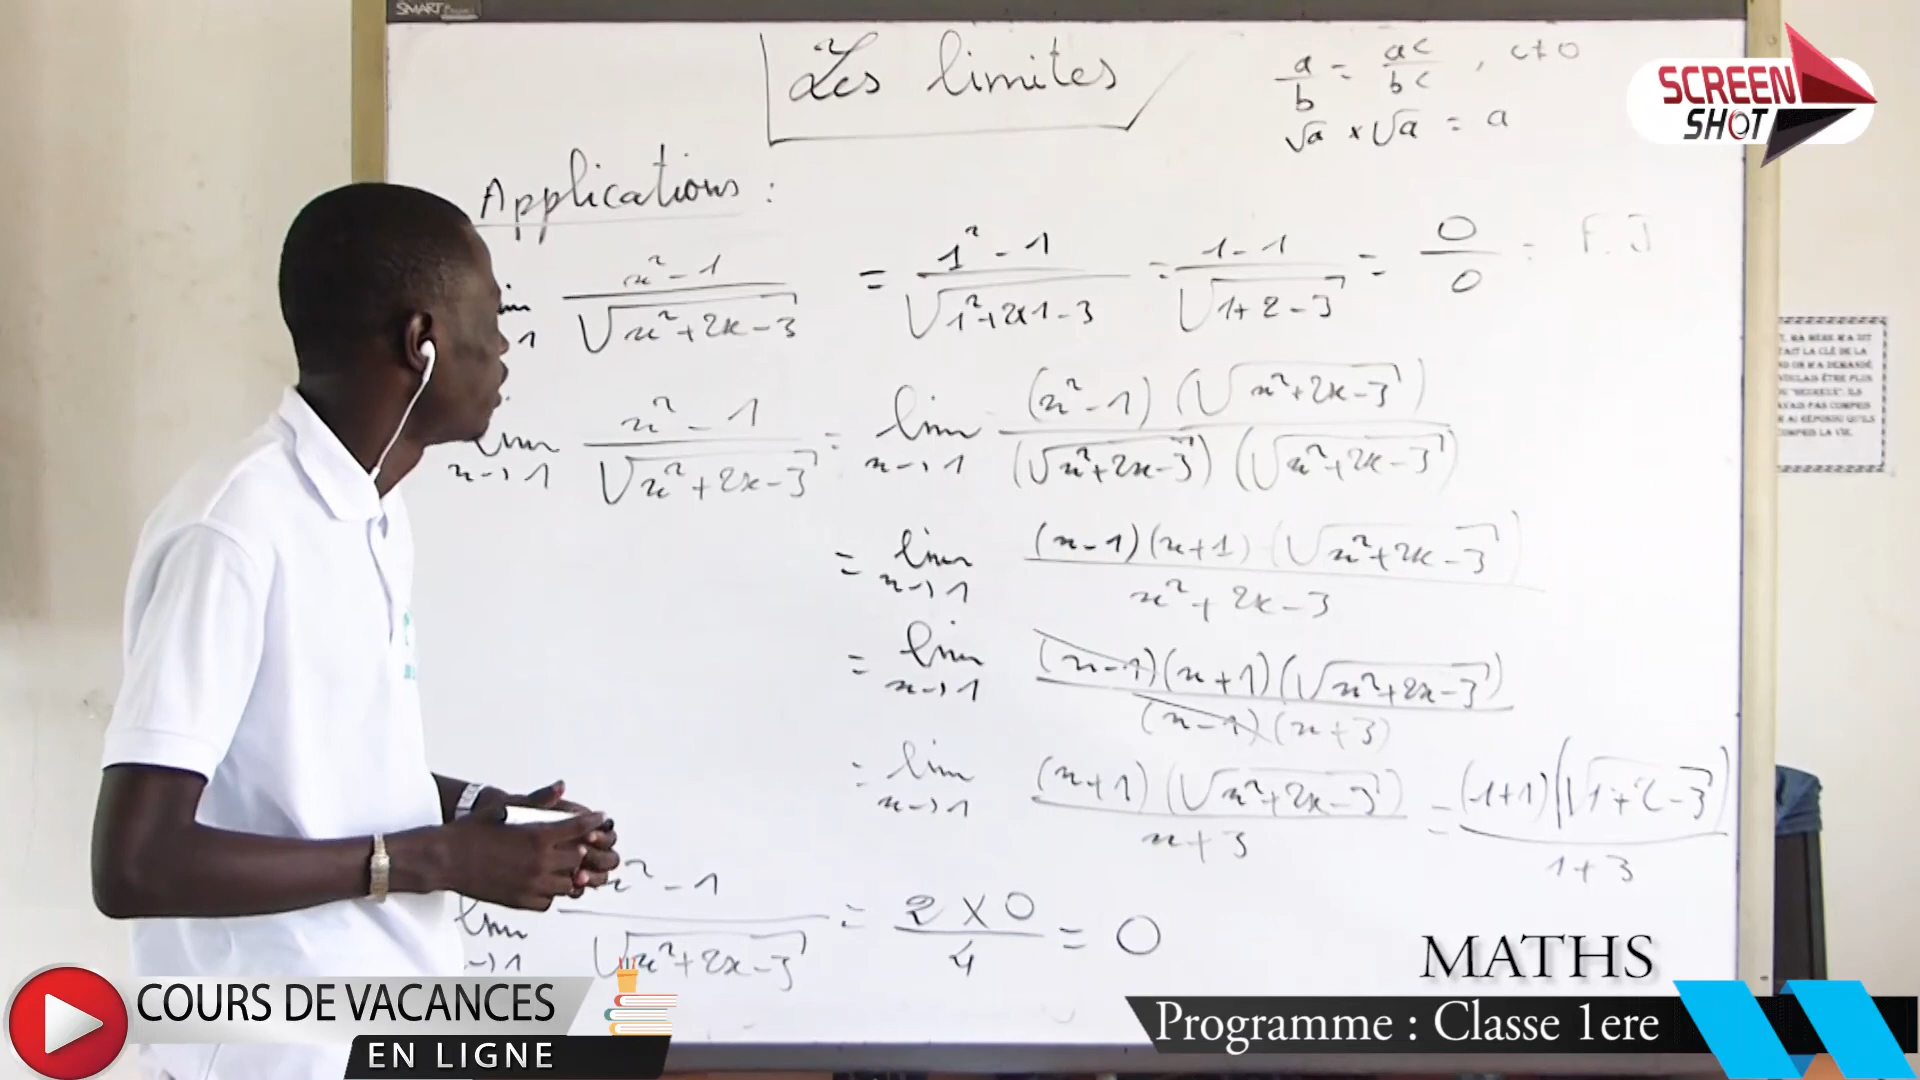 SMART
Les limites
a/b = ac/bc , c≠0
√a × √a = a
SCREEN
SHOT
Applications :
x²-1/√(x²+2x-3) = 1²-1/√(1²+2×1-3) = 1-1/√(1+2-3) = 0/0 = F.I
lim x→1 x²-1/√(x²+2x-3) = lim x→1 (x²-1)(√(x²+2x-3))/(√(x²+2x-3))(√(x²+2x-3))
= lim x→1 (x-1)(x+1)(√(x²+2x-3))/x²+2x-3
= lim x→1 (x-1)(x+1)(√(x²+2x-3))/(x-1)(x+3)
= lim x→1 (x+1)(√(x²+2x-3))/x+3 = (1+1)(√(1+2-3))/1+3
lim x→1 x²-1/√(x²+2x-3) = 2×0/4 = 0
MATHS
Programme : Classe 1ere
COURS DE VACANCES
EN LIGNE